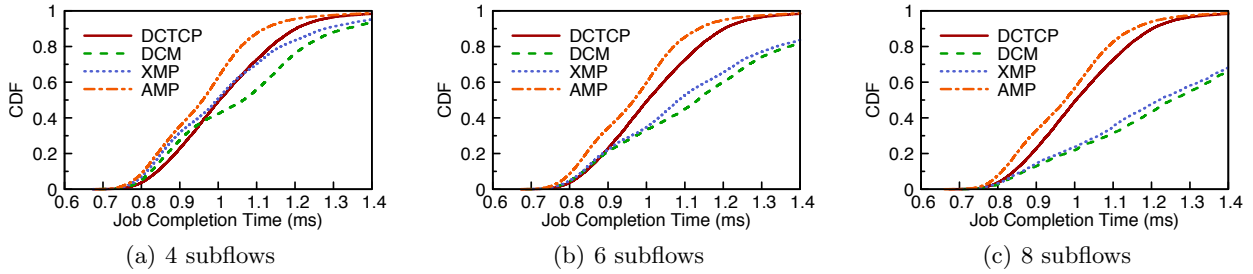 1
0.8
0.6
0.4
0.2
0
CDF
DCTCP
DCM
XMP
AMP
0.6 0.7 0.8 0.9 1 1.1 1.2 1.3 1.4
Job Completion Time (ms)
(a) 4 subflows
1
0.8
0.6
0.4
0.2
0
CDF
DCTCP
DCM
XMP
AMP
0.6 0.7 0.8 0.9 1 1.1 1.2 1.3 1.4
Job Completion Time (ms)
(b) 6 subflows
1
0.8
0.6
0.4
0.2
0
CDF
DCTCP
DCM
XMP
AMP
0.6 0.7 0.8 0.9 1 1.1 1.2 1.3 1.4
Job Completion Time (ms)
(c) 8 subflows